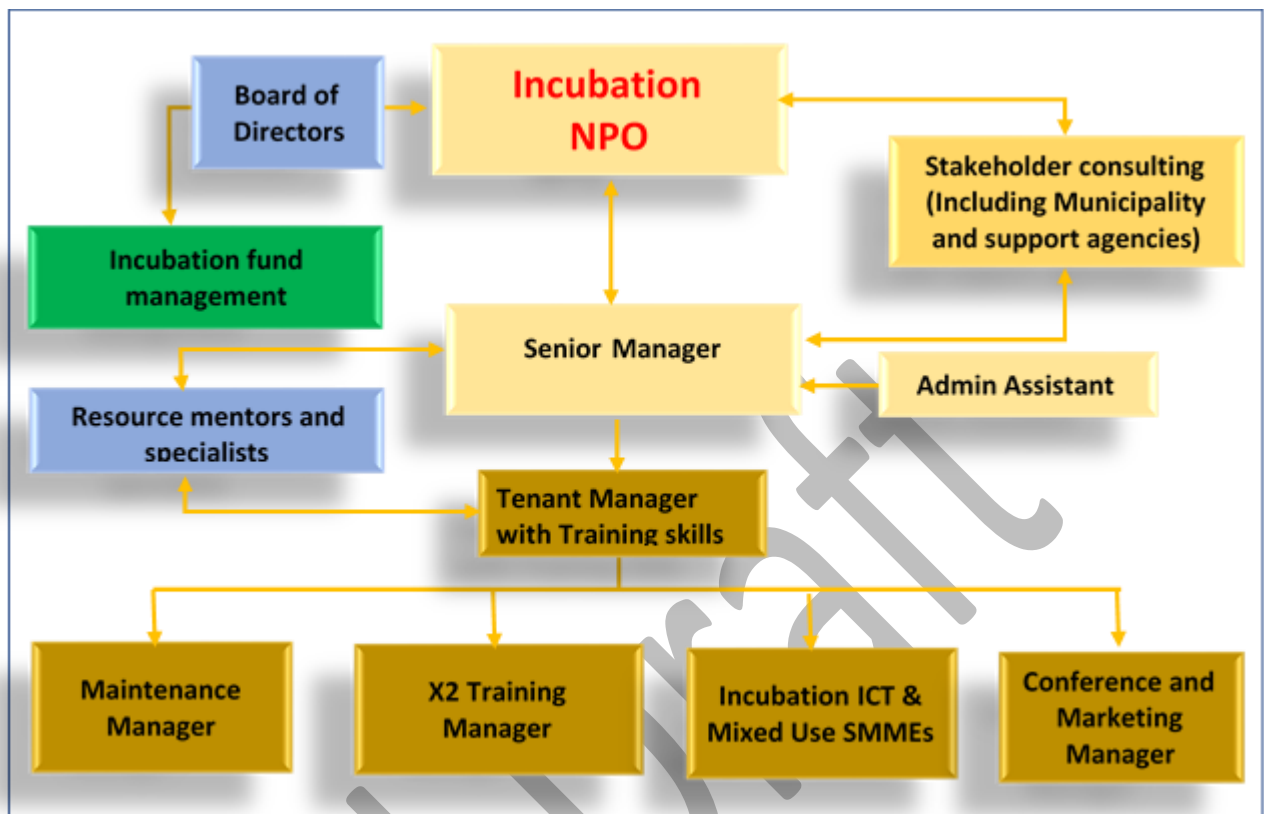 Board of
Directors
Incubation
NPO
Stakeholder consulting
(Including Municipality
and support agencies)
Incubation fund
management
Senior Manager
Admin Assistant
Resource mentors and
specialists
Tenant Manager
with Training skills
Maintenance
Manager
X2 Training
Manager
Incubation ICT &
Mixed Use SMMEs
Conference and
Marketing
Manager
Draft